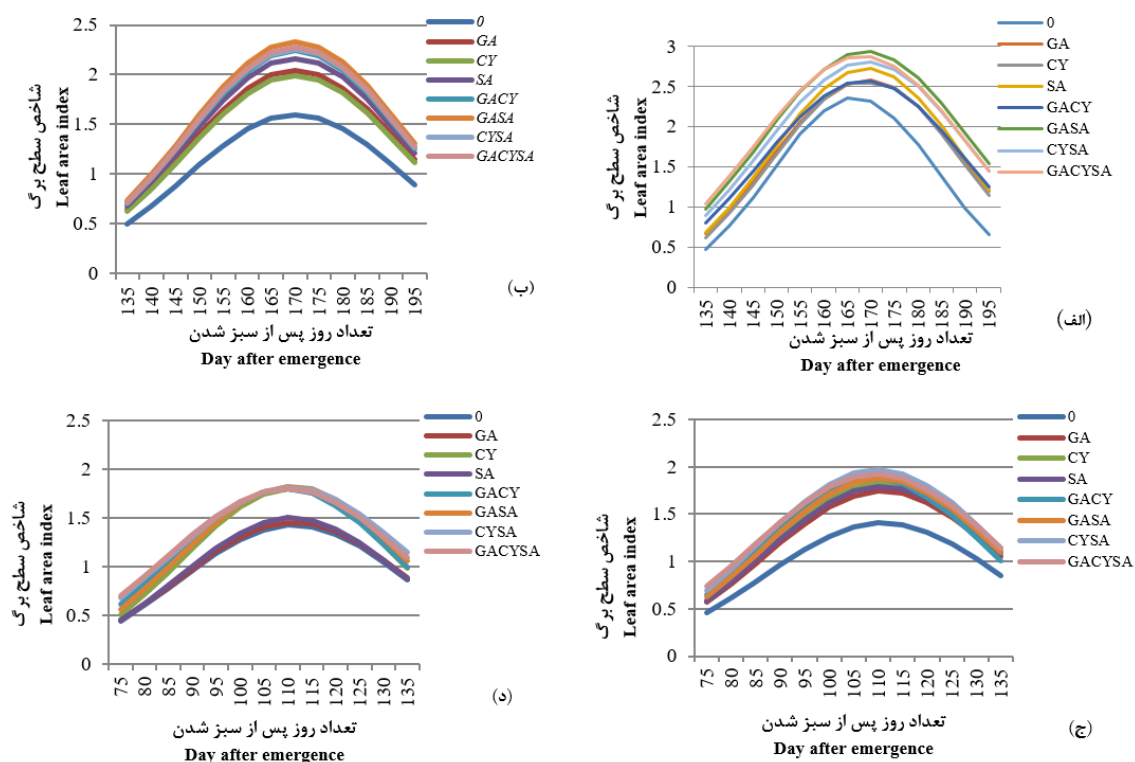 2.5
2
1.5
1
0.5
0
شاخص سطح برگ
Leaf area index
135
140
145
150
155
160
165
170
175
180
185
190
195
تعداد روز پس از سبز شدن
Day after emergence
0
GA
CY
SA
GACY
GASA
CYSA
GACYSA
(ب)
3
2.5
2
1.5
1
0.5
0
شاخص سطح برگ
Leaf area index
135
140
145
150
155
160
165
170
175
180
185
190
195
تعداد روز پس از سبز شدن
Day after emergence
0
GA
CY
SA
GACY
GASA
CYSA
GACYSA
(الف)
2.5
2
1.5
1
0.5
0
شاخص سطح برگ
Leaf area index
75
80
85
90
95
100
105
110
115
120
125
130
135
تعداد روز پس از سبز شدن
Day after emergence
0
GA
CY
SA
GACY
GASA
CYSA
GACYSA
(د)
2.5
2
1.5
1
0.5
0
شاخص سطح برگ
Leaf area index
75
80
85
90
95
100
105
110
115
120
125
130
135
تعداد روز پس از سبز شدن
Day after emergence
0
GA
CY
SA
GACY
GASA
CYSA
GACYSA
(ج)